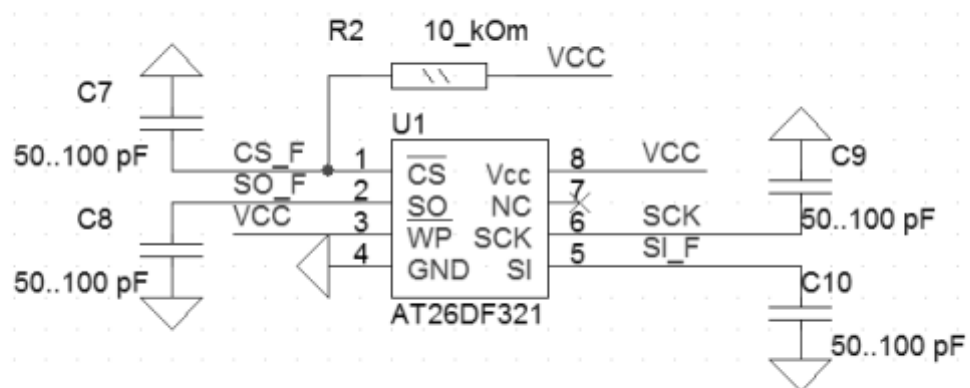 R2 10_kOm
VCC
C7
U1
50..100 pF
CS_F 1 CS Vcc 8 VCC
C9
SO_F 2 SO NC 7
C8
VCC 3 WP SCK 6 SCK
50..100 pF
4 GND SI 5 SI_F
50..100 pF
C10
AT26DF321
50..100 pF